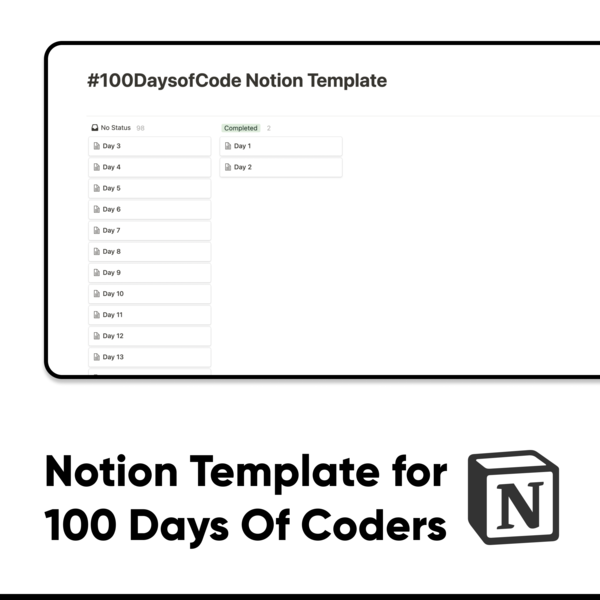 #100DaysofCode Notion Template
No Status 98
Completed 2
Day 3
Day 1
Day 4
Day 2
Day 5
Day 6
Day 7
Day 8
Day 9
Day 10
Day 11
Day 12
Day 13
Notion Template for
100 Days Of Coders
N